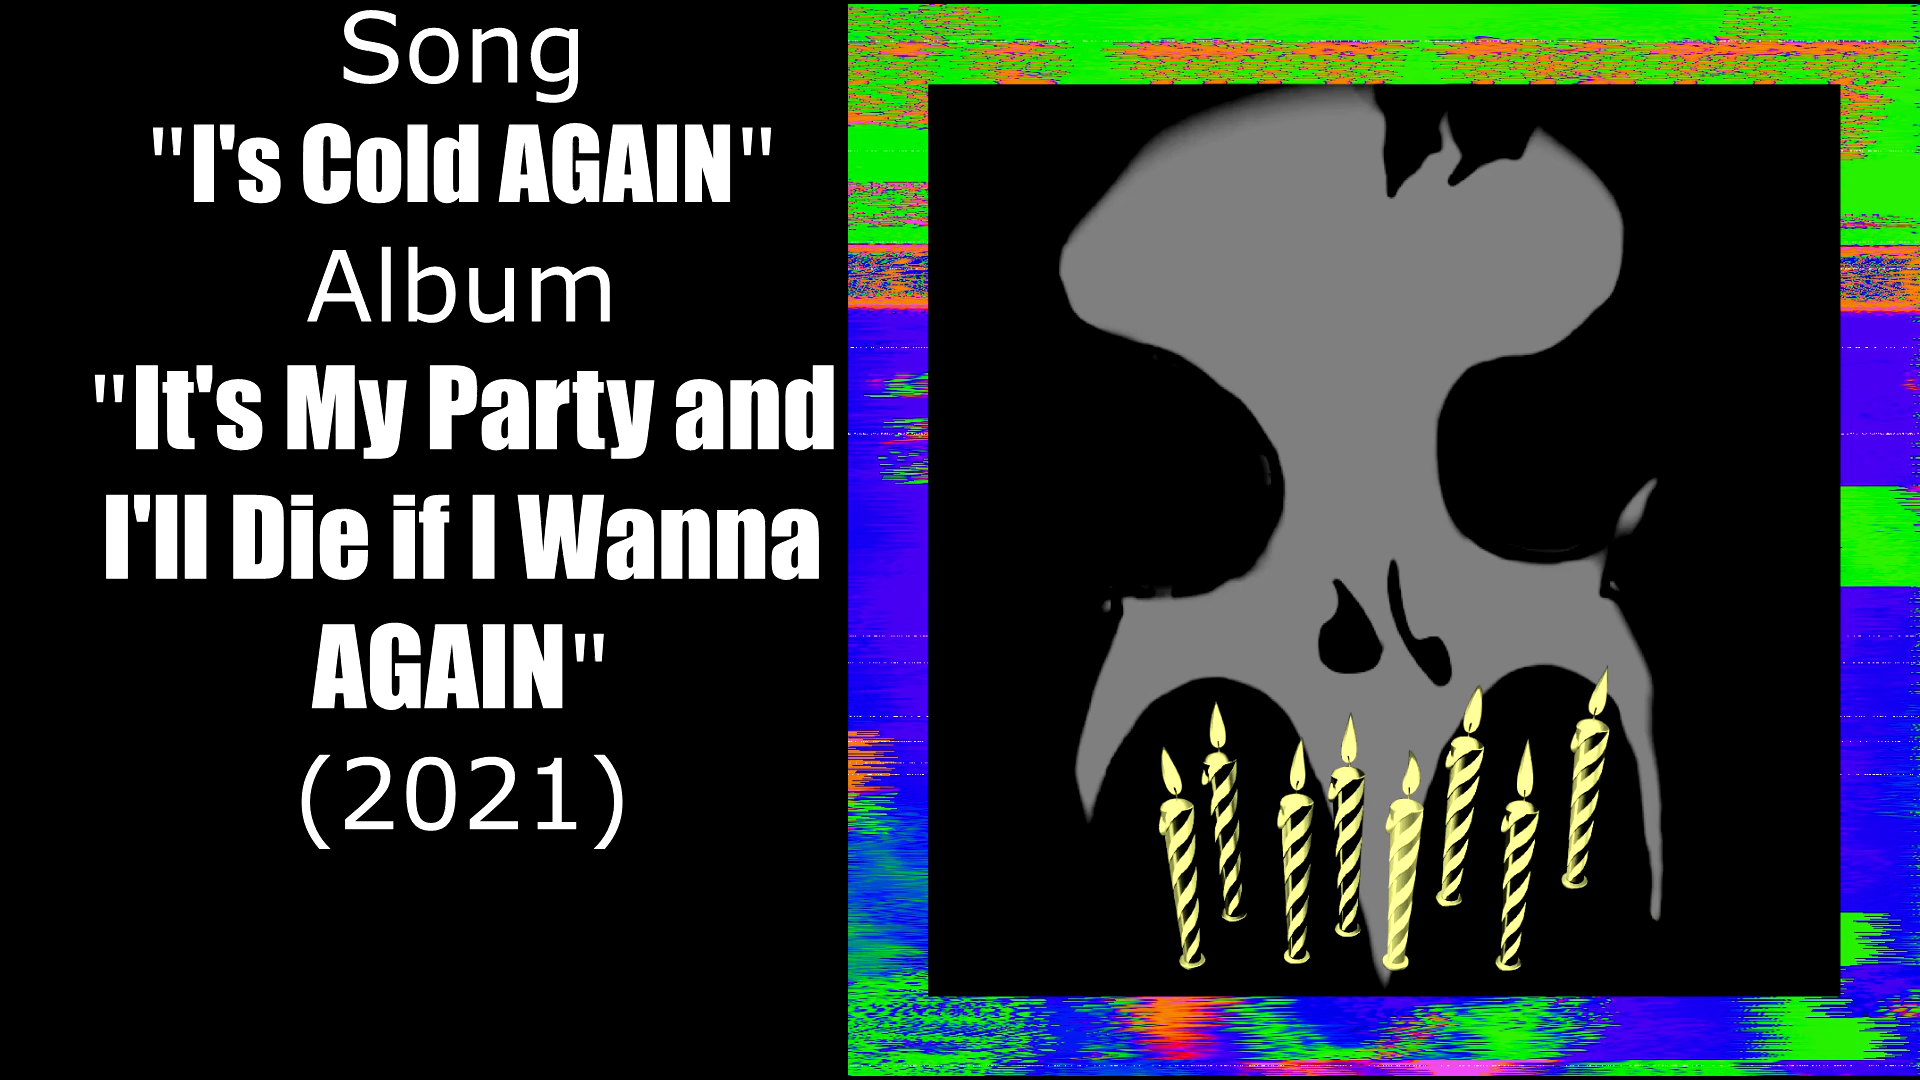 Song
"I's Cold AGAIN"
Album
"It's My Party and
I'll Die if I Wanna
AGAIN"
(2021)